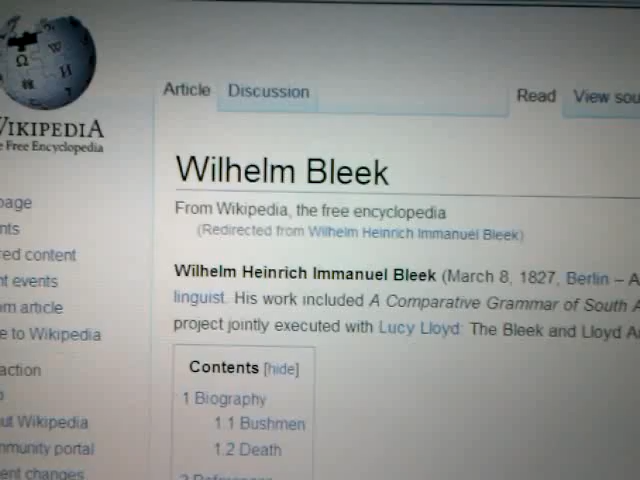 Article Discussion Read View
WIKIPEDIA
Free Encyclopedia
Wilhelm Bleek
From Wikipedia, the free encyclopedia
(Redirected from Wilhelm Heinrich Immanuel Bleek)
Wilhelm Heinrich Immanuel Bleek (March 8, 1827, Berlin – A
linguist. His work included A Comparative Grammar of South A
project jointly executed with Lucy Lloyd: The Bleek and Lloyd
Contents [hide]
1 Biography
1.1 Bushmen
1.2 Death
page
nts
red content
nt events
om article
e to Wikipedia
action
ut Wikipedia
mmunity portal
ent changes